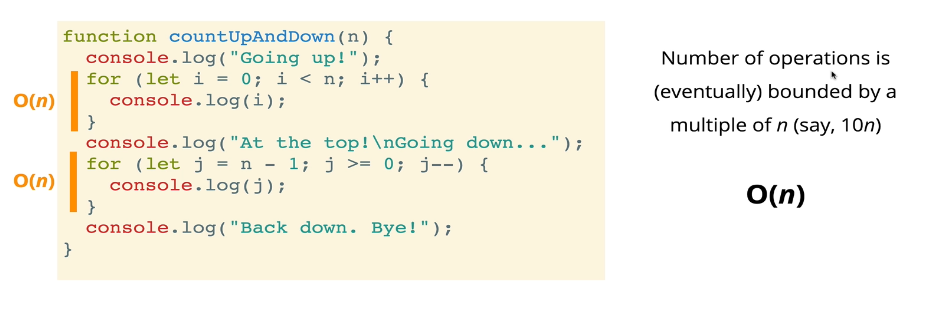 function countUpAndDown(n) {
  console.log("Going up!");
  for (let i = 0; i < n; i++) {
    console.log(i);
  }
  console.log("At the top!\nGoing down...");
  for (let j = n - 1; j >= 0; j--) {
    console.log(j);
  }
  console.log("Back down. Bye!");
}
O(n)
O(n)
Number of operations is
(eventually) bounded by a
multiple of n (say, 10n)
O(n)